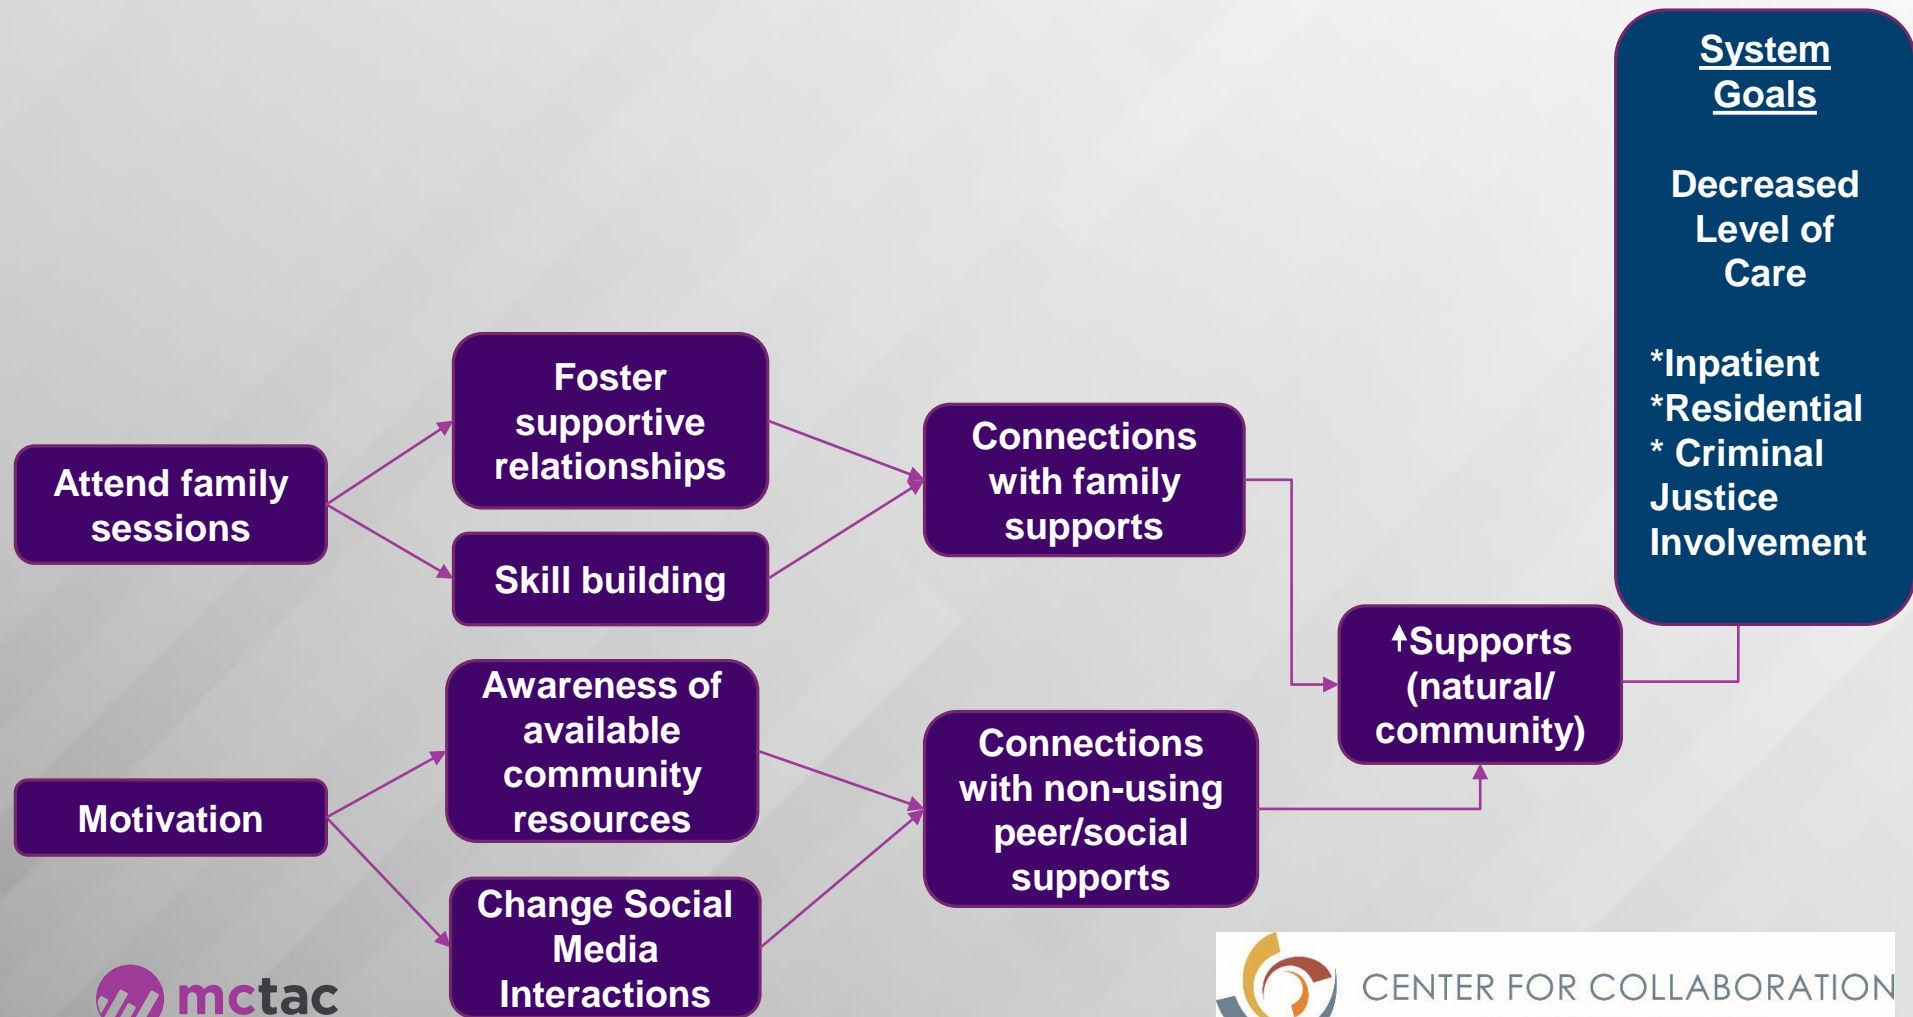 System
Goals
Decreased
Level of
Care
*Inpatient
*Residential
* Criminal
Justice
Involvement
Foster
supportive
relationships
Attend family
sessions
Skill building
Connections
with family
supports
Supports
(natural/
community)
Awareness of
available
community
resources
Motivation
Connections
with non-using
peer/social
supports
Change Social
Media
Interactions
mctac
CENTER FOR COLLABORATION